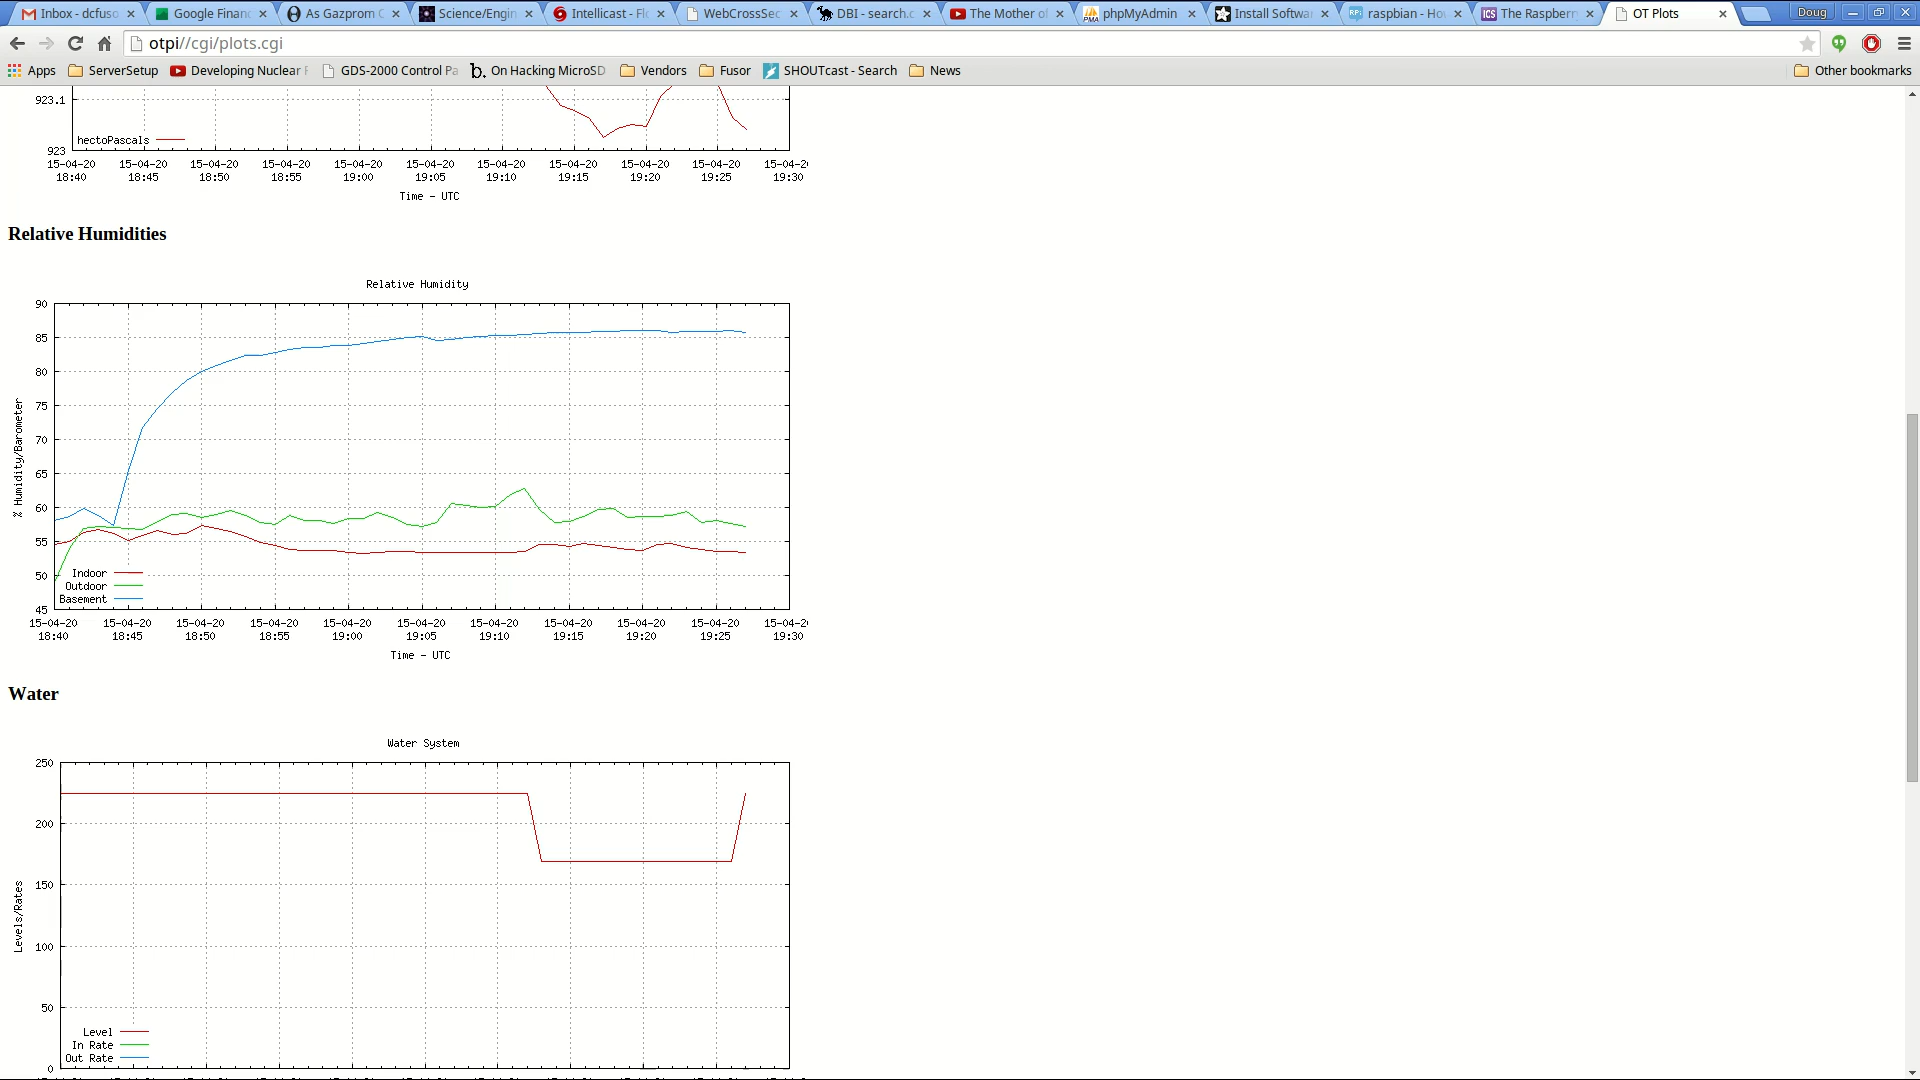 Inbox - dcfuso
Google Financ
As Gazprom C
Science/Engin
Intellicast - Fl
WebCrossSec
DBI - search.c
The Mother of
phpMyAdmin
Install Softwar
raspbian - Ho
The Raspberr
OT Plots
Doug
otpi//cgi/plots.cgi
Apps ServerSetup Developing Nuclear GDS-2000 Control Pa b. On Hacking MicroSD Vendors Fusor SHOUTcast - Search News Other bookmarks
923.1
hectoPascals
923
15-04-20 15-04-20 15-04-20 15-04-20 15-04-20 15-04-20 15-04-20 15-04-20 15-04-20 15-04-20 15-04-2
18:40 18:45 18:50 18:55 19:00 19:05 19:10 19:15 19:20 19:25 19:30
Time - UTC
Relative Humidities
Relative Humidity
90
85
80
75
70
65
60
55
50
45
% Humidity/Barometer
Indoor
Outdoor
Basement
15-04-20 15-04-20 15-04-20 15-04-20 15-04-20 15-04-20 15-04-20 15-04-20 15-04-20 15-04-20 15-04-2
18:40 18:45 18:50 18:55 19:00 19:05 19:10 19:15 19:20 19:25 19:30
Time - UTC
Water
Water System
250
200
150
100
50
0
Levels/Rates
Level
In Rate
Out Rate